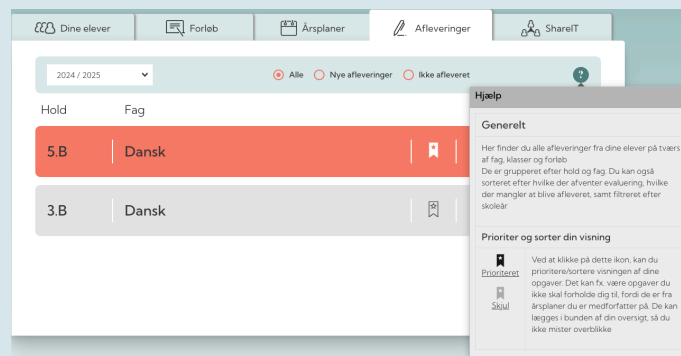 Dine elever
Forløb
Årsplaner
Afleveringer
ShareIT
2024 / 2025
Alle
Nye afleveringer
Ikke afleveret
?
Hjælp
Hold
Fag
5.B
Dansk
3.B
Dansk
Generelt
Her finder du alle afleveringer fra dine elever på tværs
af fag, klasser og forløb
De er grupperet efter hold og fag. Du kan også
sorteret efter hvilke der afventer evaluering, hvilke
der mangler at blive afleveret, samt filtreret efter
skoleår
Prioriter og sorter din visning
Prioriteret
Skjul
Ved at klikke på dette ikon, kan du
prioritere/sortere visningen af dine
opgaver. Det kan fx. være opgaver du
ikke skal forholde dig til, fordi de er fra
årsplaner du er medforfatter på. De kan
lægges i bunden af din oversigt, så du
ikke mister overblikke